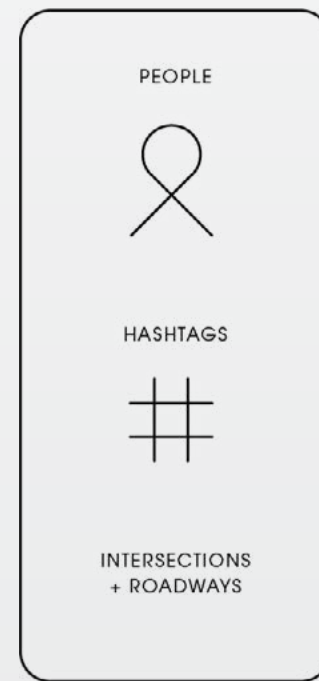 PEOPLE
HASHTAGS
#
INTERSECTIONS
+ ROADWAYS